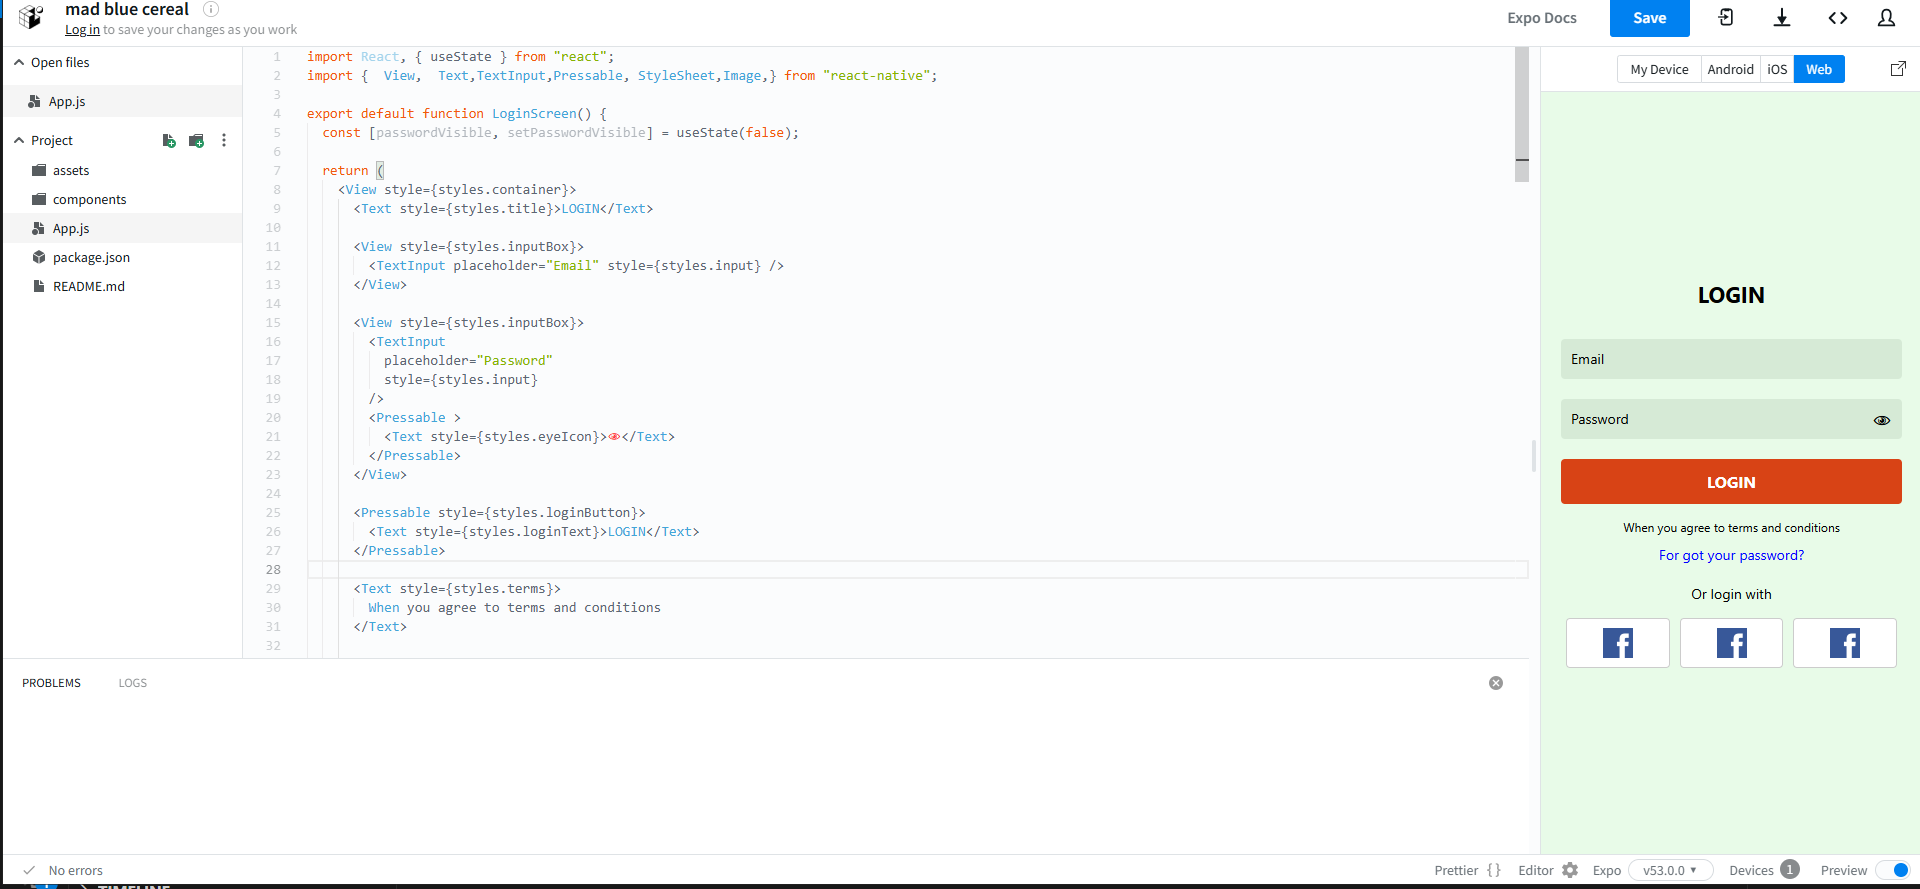 mad blue cereal
Log in to save your changes as you work
Expo Docs
Save
Open files
App.js
Project
assets
components
App.js
package.json
README.md
1 import React, { useState } from "react";
2 import {  View,  Text,TextInput,Pressable, StyleSheet,Image,} from "react-native";
3
4 export default function LoginScreen() {
5   const [passwordVisible, setPasswordVisible] = useState(false);
6
7   return (
8     <View style={styles.container}>
9       <Text style={styles.title}>LOGIN</Text>
10
11       <View style={styles.inputBox}>
12         <TextInput placeholder="Email" style={styles.input} />
13       </View>
14
15       <View style={styles.inputBox}>
16         <TextInput
17           placeholder="Password"
18           style={styles.input}
19         />
20         <Pressable >
21           <Text style={styles.eyeIcon}>👁</Text>
22         </Pressable>
23       </View>
24
25       <Pressable style={styles.loginButton}>
26         <Text style={styles.loginText}>LOGIN</Text>
27       </Pressable>
28
29       <Text style={styles.terms}>
30         When you agree to terms and conditions
31       </Text>
32
My Device
Android
iOS
Web
LOGIN
Email
Password
LOGIN
When you agree to terms and conditions
For got your password?
Or login with
PROBLEMS
LOGS
No errors
Prettier { }
Editor
Expo
v53.0.0
Devices 1
Preview
TIMELINE